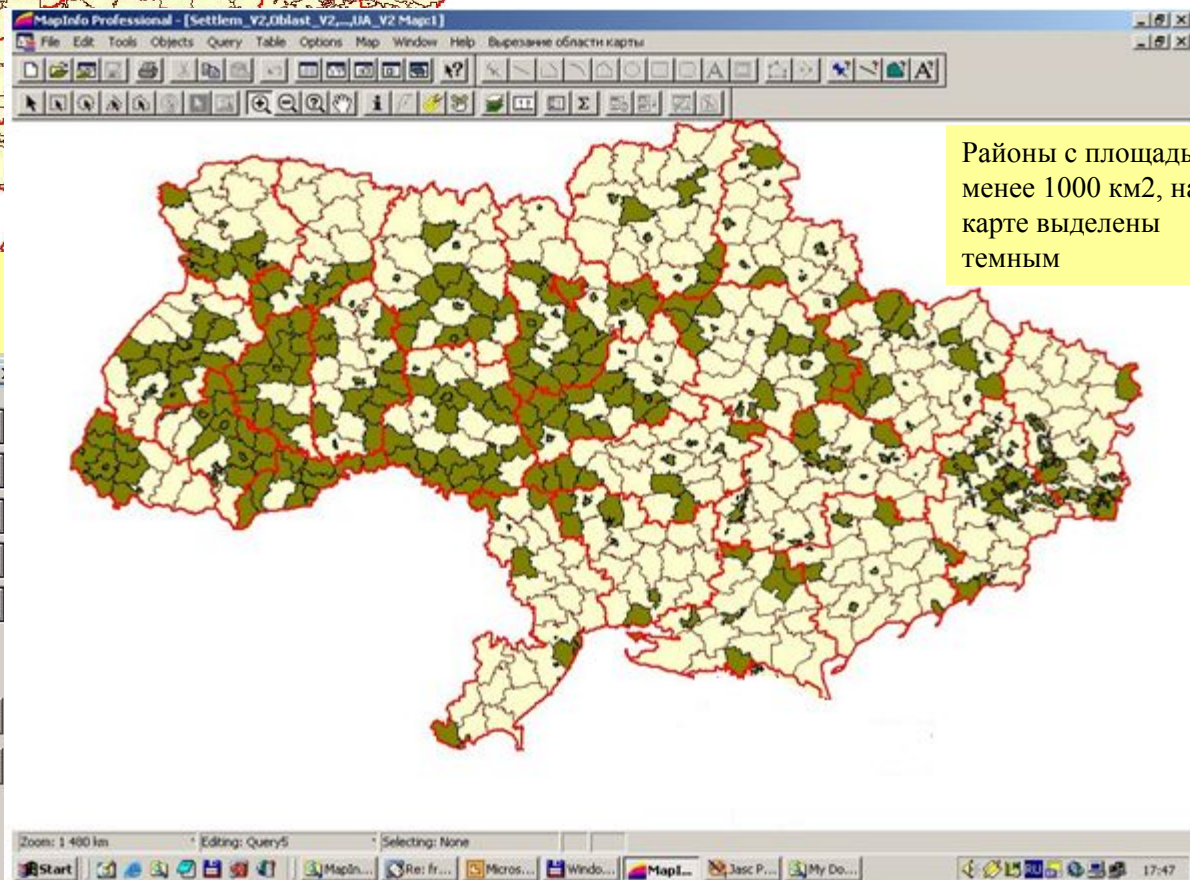 MapInfo Professional - [Settlem_V2,Oblast_V2,...,UA_V2 Map:1]
File Edit Tools Objects Query Table Options Map Window Help Вырезание области карты
Районы с площадь
менее 1000 км2, на
карте выделены
темным
Zoom: 1 480 km Editing: Query5 Selecting: None
Start MapIn... Re: fr... Micros... Windo... MapI... Jasc P... My Do... RU 17:47